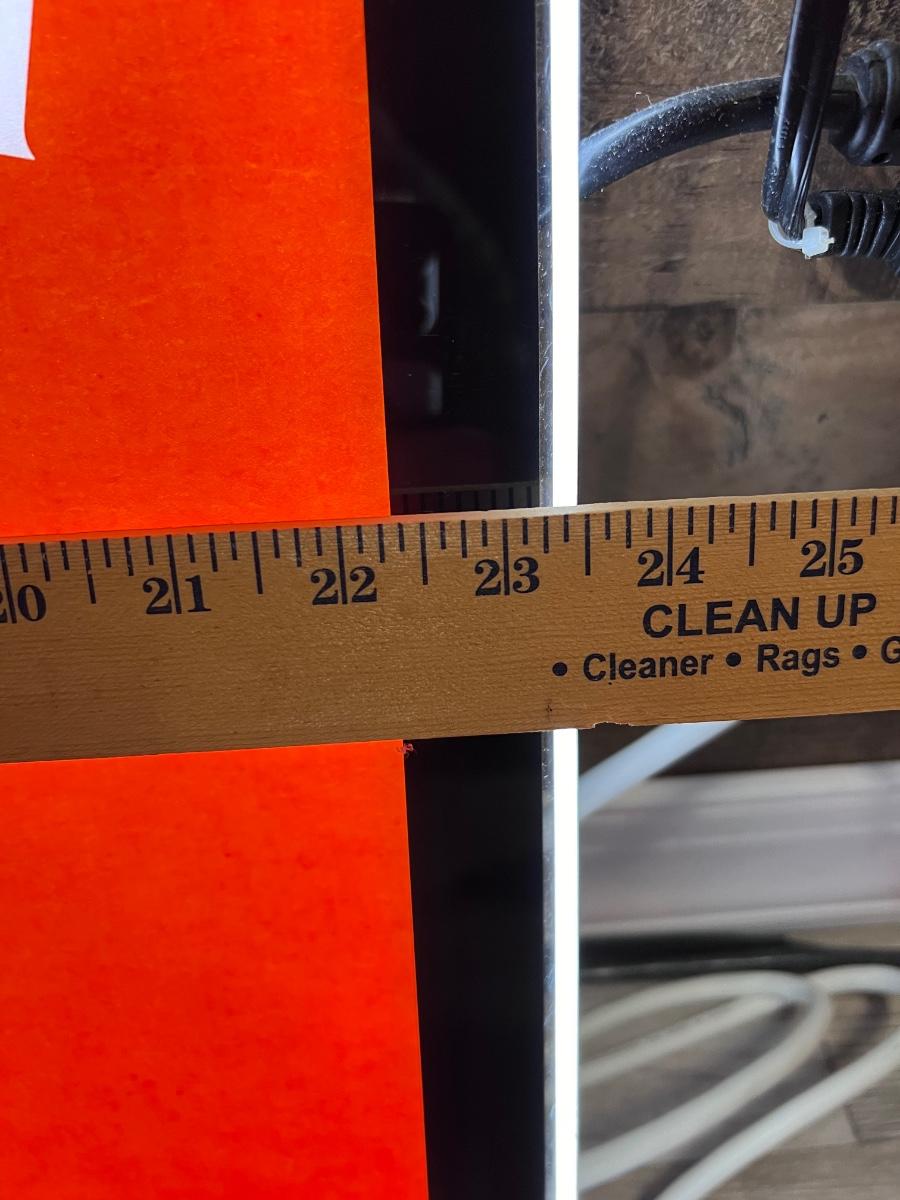 20 21 22 23 24 25
CLEAN UP
• Cleaner • Rags • G